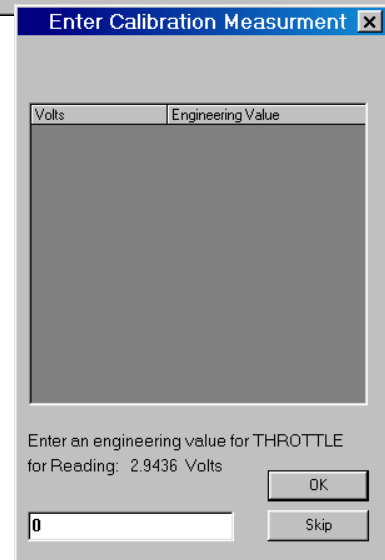 Enter Calibration Measurment
Volts Engineering Value
Enter an engineering value for THROTTLE
for Reading: 2.9436 Volts
OK
0
Skip